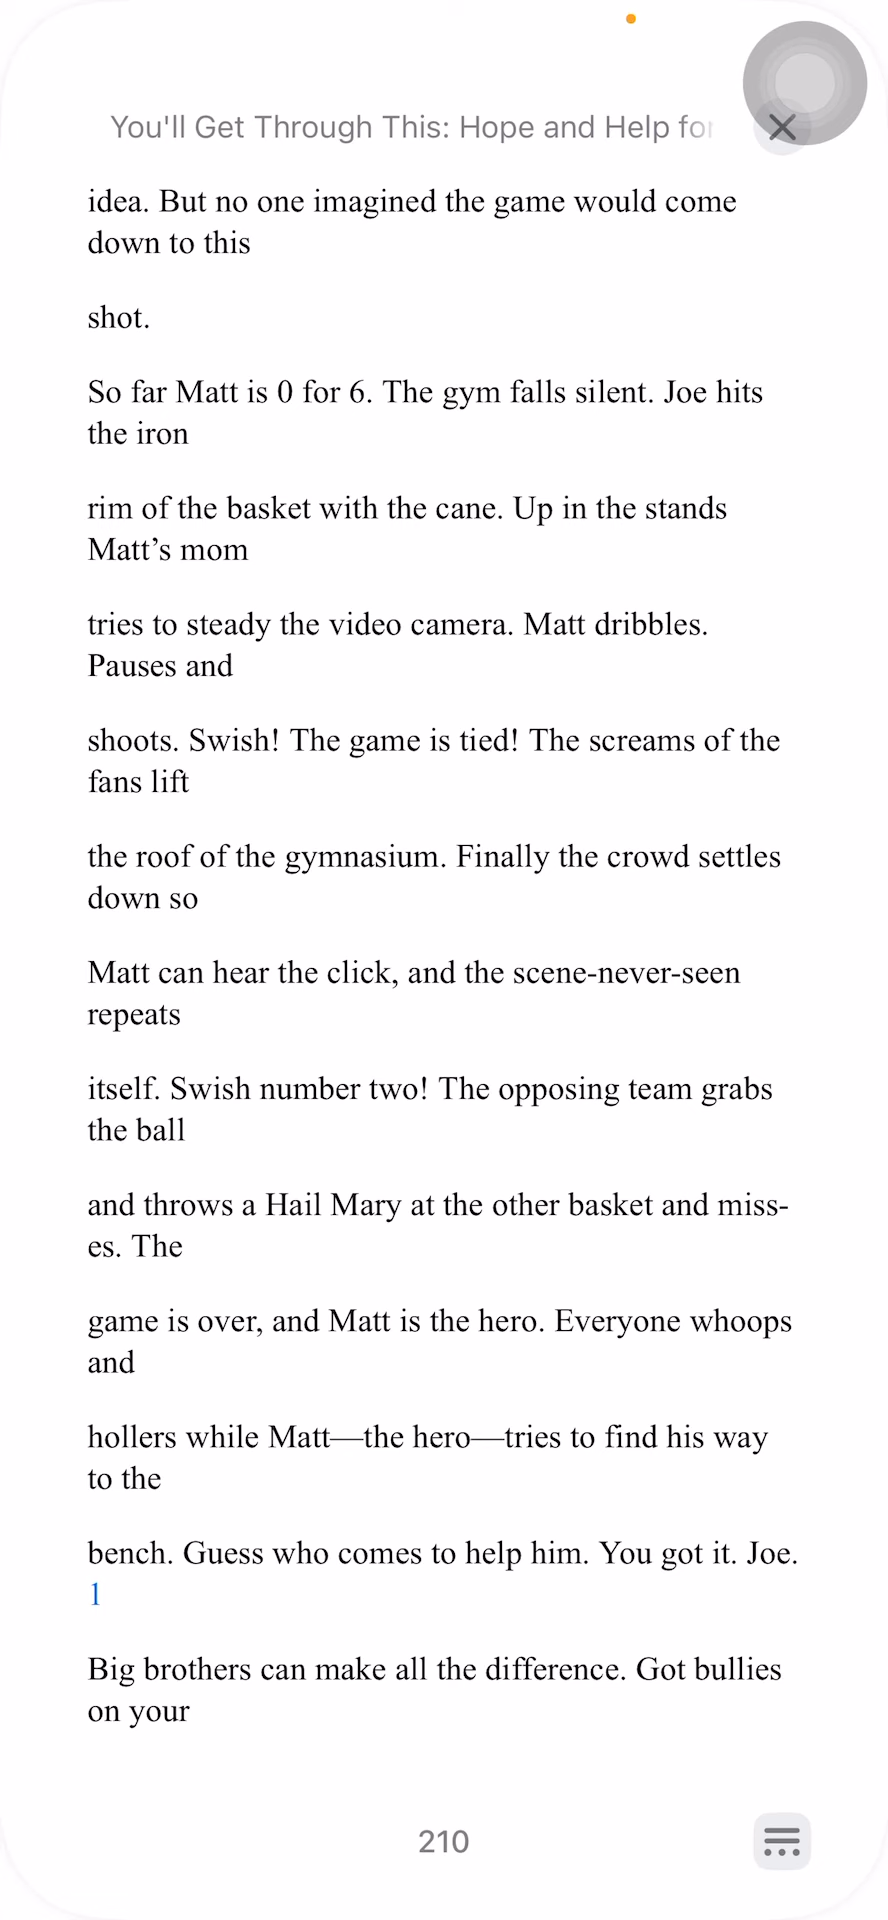 You'll Get Through This: Hope and Help for
idea. But no one imagined the game would come
down to this
shot.
So far Matt is 0 for 6. The gym falls silent. Joe hits
the iron
rim of the basket with the cane. Up in the stands
Matt’s mom
tries to steady the video camera. Matt dribbles.
Pauses and
shoots. Swish! The game is tied! The screams of the
fans lift
the roof of the gymnasium. Finally the crowd settles
down so
Matt can hear the click, and the scene-never-seen
repeats
itself. Swish number two! The opposing team grabs
the ball
and throws a Hail Mary at the other basket and miss-
es. The
game is over, and Matt is the hero. Everyone whoops
and
hollers while Matt—the hero—tries to find his way
to the
bench. Guess who comes to help him. You got it. Joe.
1
Big brothers can make all the difference. Got bullies
on your
210